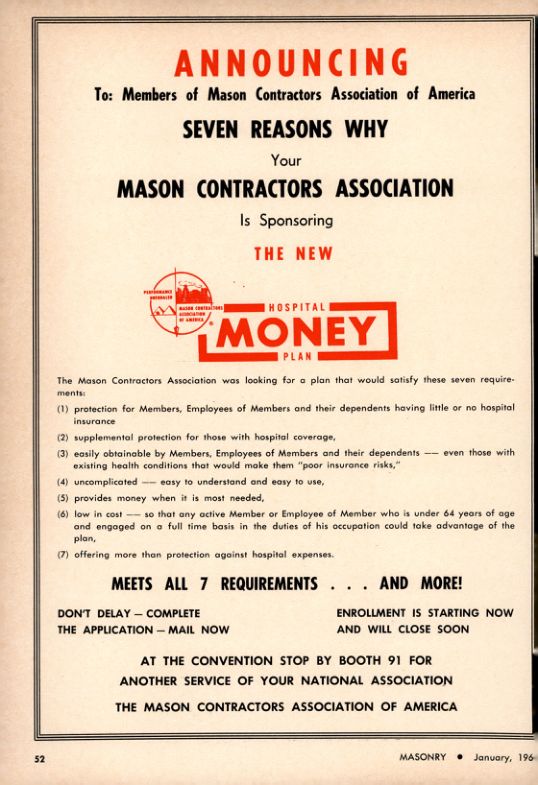 ANNOUNCING
To: Members of Mason Contractors Association of America
SEVEN REASONS WHY
Your
MASON CONTRACTORS ASSOCIATION
Is Sponsoring
THE NEW
PERFORMANCE
UNEQUALED
MASON CONTRACTORS
ASSOCIATION
OF AMERICA
®
HOSPITAL
MONEY
PLAN
The Mason Contractors Association was looking for a plan that would satisfy these seven require-
ments:
(1) protection for Members, Employees of Members and their dependents having little or no hospital
insurance
(2) supplemental protection for those with hospital coverage,
(3) easily obtainable by Members, Employees of Members and their dependents —— even those with
existing health conditions that would make them "poor insurance risks,"
(4) uncomplicated —— easy to understand and easy to use,
(5) provides money when it is most needed,
(6) low in cost —— so that any active Member or Employee of Member who is under 64 years of age
and engaged on a full time basis in the duties of his occupation could take advantage of the
plan,
(7) offering more than protection against hospital expenses.
MEETS ALL 7 REQUIREMENTS . . . AND MORE!
DON'T DELAY — COMPLETE
THE APPLICATION — MAIL NOW
ENROLLMENT IS STARTING NOW
AND WILL CLOSE SOON
AT THE CONVENTION STOP BY BOOTH 91 FOR
ANOTHER SERVICE OF YOUR NATIONAL ASSOCIATION
THE MASON CONTRACTORS ASSOCIATION OF AMERICA
52
MASONRY • January, 196